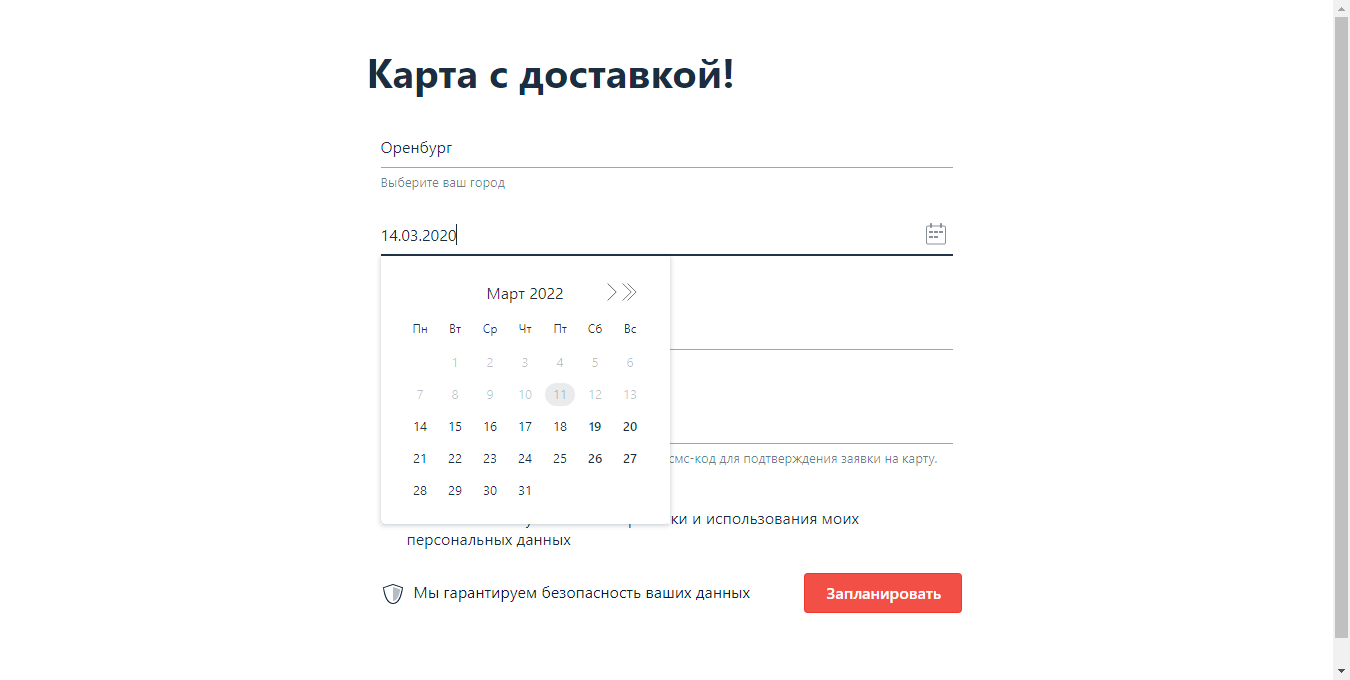 Карта с доставкой!
Оренбург
Выберите ваш город
14.03.2020
Март 2022
Пн Вт Ср Чт Пт Сб Вс
1 2 3 4 5 6
7 8 9 10 11 12 13
14 15 16 17 18 19 20
21 22 23 24 25 26 27
28 29 30 31
смс-код для подтверждения заявки на карту.
и использования моих
персональных данных
Мы гарантируем безопасность ваших данных
Запланировать